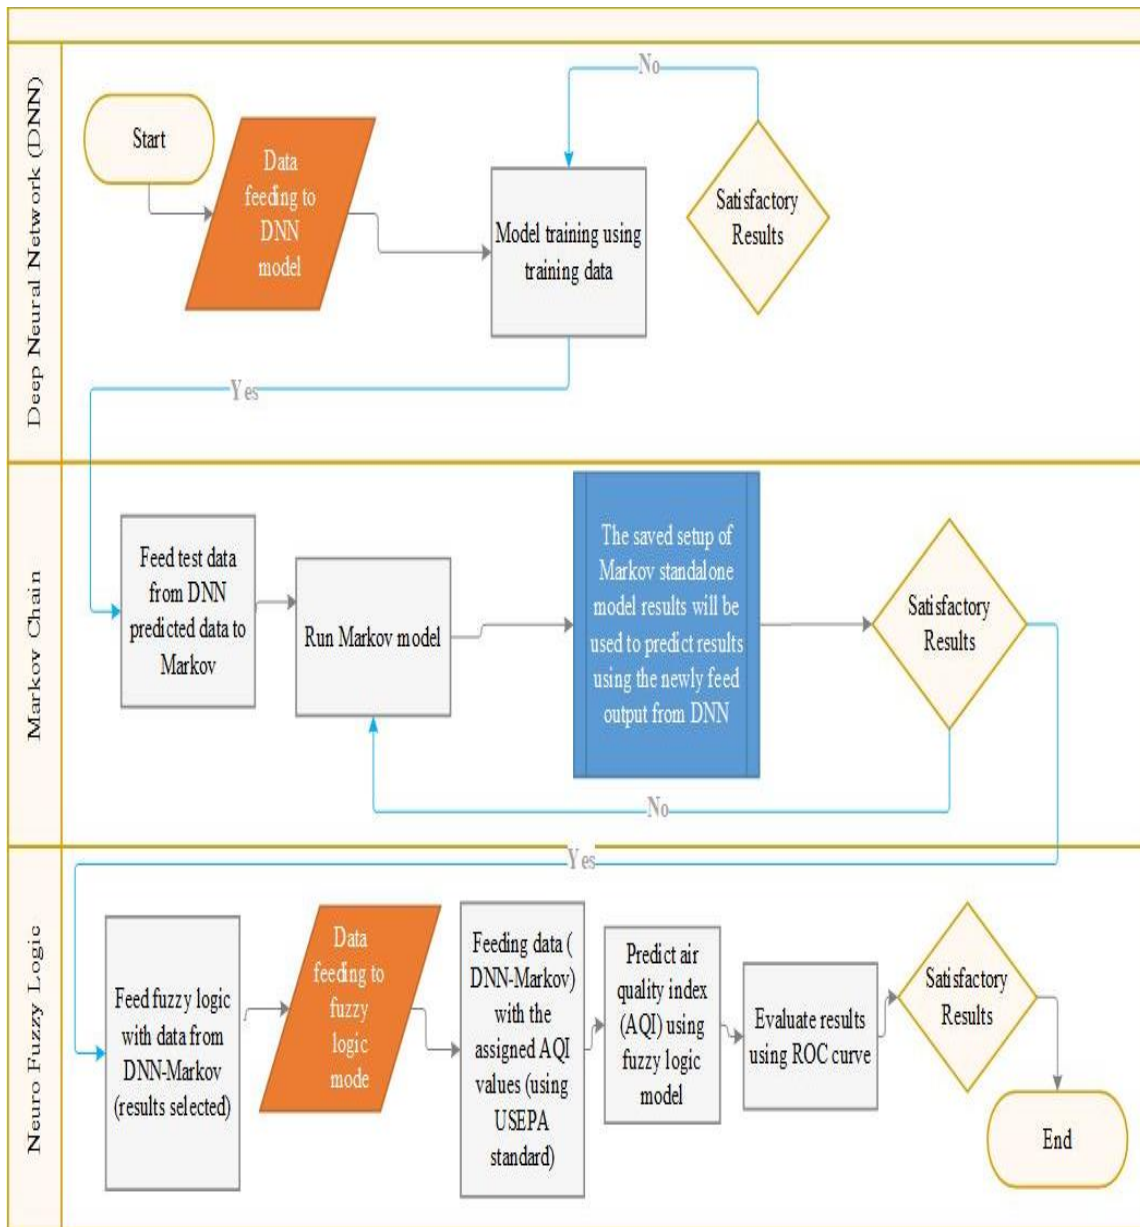 Deep Neural Network (DNN)
Start
Data
feeding to
DNN
model
Model training using
training data
No
Satisfactory
Results
Yes
Markov Chain
Feed test data
from DNN
predicted data to
Markov
Run Markov model
The saved setup of
Markov standalone
model results will be
used to predict results
using the newly feed
output from DNN
Satisfactory
Results
No
Yes
Neuro Fuzzy Logic
Feed fuzzy logic
with data from
DNN-Markov
(results selected)
Data
feeding to
fuzzy
logic
mode
Feeding data (
DNN-Markov)
with the
assigned AQI
values (using
USEPA
standard)
Predict air
quality index
(AQI) using
fuzzy logic
model
Evaluate results
using ROC curve
Satisfactory
Results
End